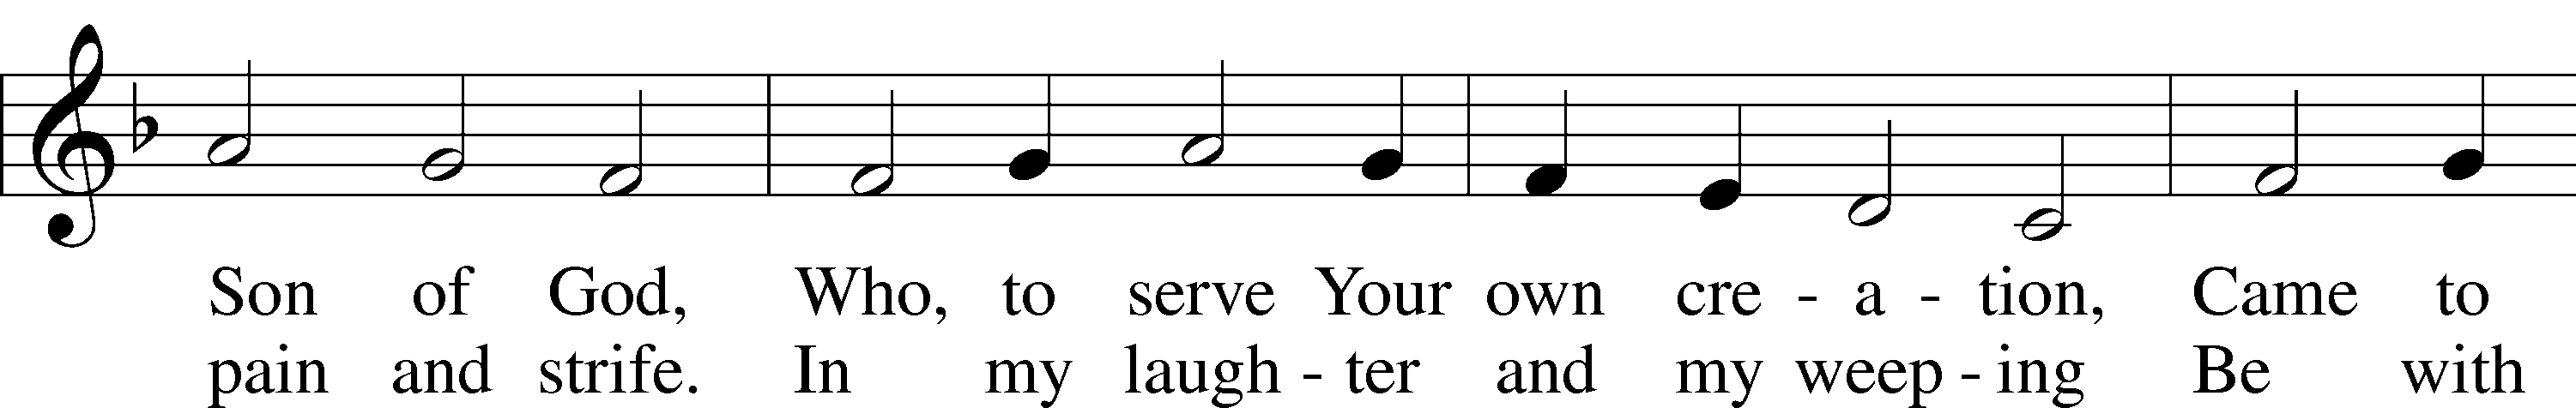 Son of God, Who, to serve Your own cre - a - tion, Came to
pain and strife. In my laugh - ter and my weep - ing Be with